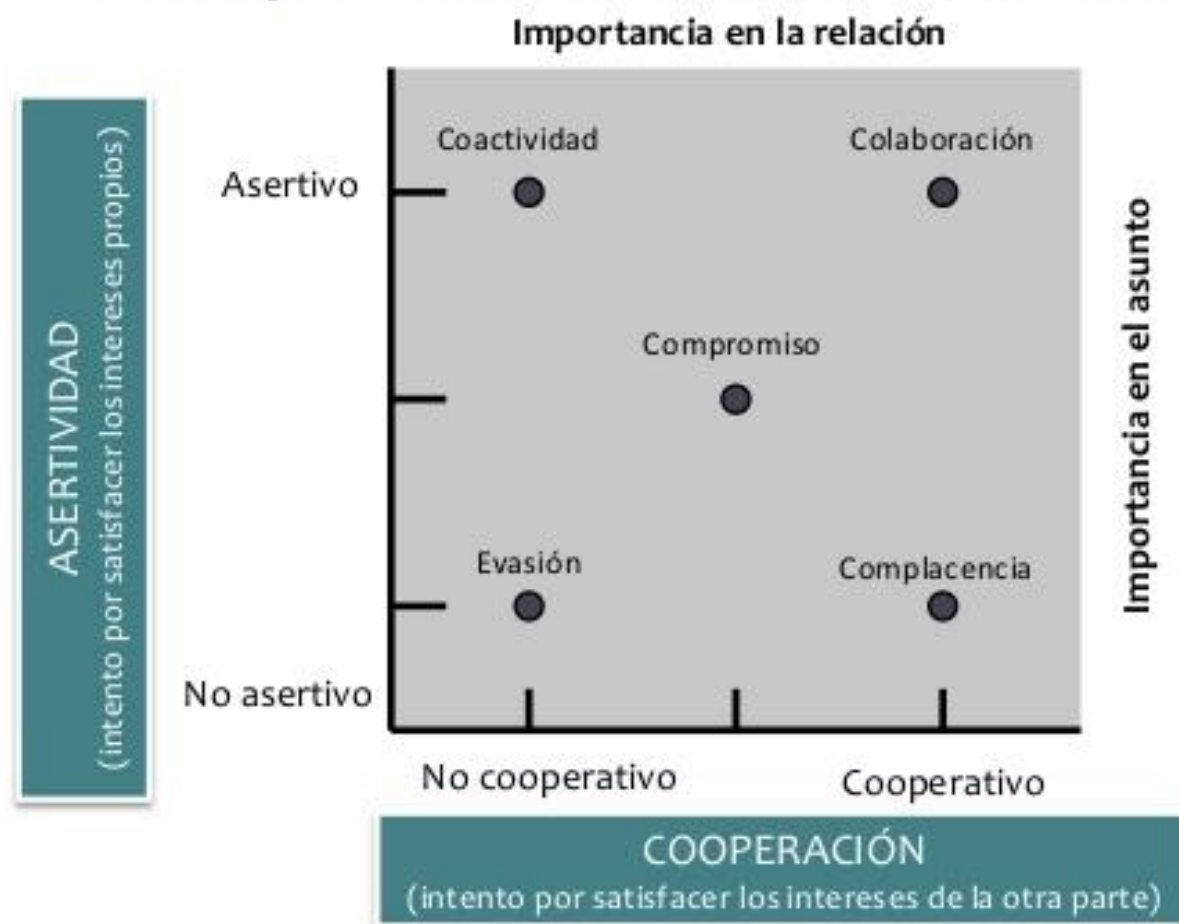 Importancia en la relación
Coactividad
Colaboración
Asertivo
Compromiso
Evasión
Complacencia
No asertivo
No cooperativo
Cooperativo
ASERTIVIDAD
(intento por satisfacer los intereses propios)
Importancia en el asunto
COOPERACIÓN
(intento por satisfacer los intereses de la otra parte)